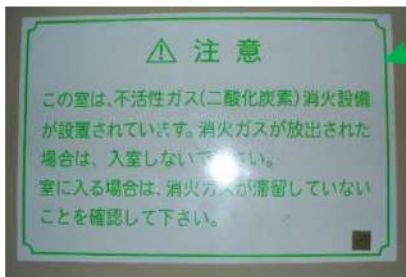 ⚠ 注意
この室は、不活性ガス(二酸化炭素)消火設備
が設置されています。消火ガスが放出された
場合は、入室しないで下さい。
室に入る場合は、消火ガスが滞留していない
ことを確認して下さい。